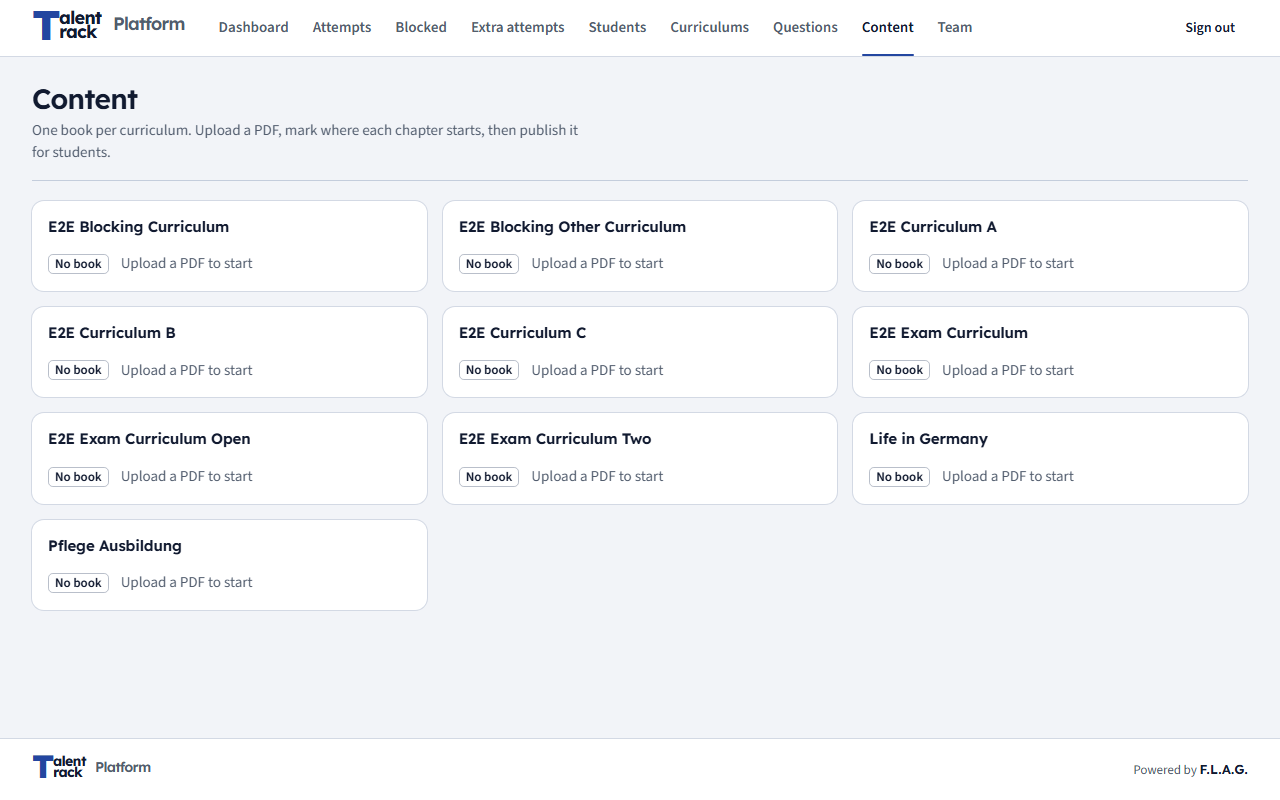 Talent Track Platform Dashboard Attempts Blocked Extra attempts Students Curriculums Questions Content Team Sign out
Content
One book per curriculum. Upload a PDF, mark where each chapter starts, then publish it
for students.
E2E Blocking Curriculum
No book Upload a PDF to start
E2E Blocking Other Curriculum
No book Upload a PDF to start
E2E Curriculum A
No book Upload a PDF to start
E2E Curriculum B
No book Upload a PDF to start
E2E Curriculum C
No book Upload a PDF to start
E2E Exam Curriculum
No book Upload a PDF to start
E2E Exam Curriculum Open
No book Upload a PDF to start
E2E Exam Curriculum Two
No book Upload a PDF to start
Life in Germany
No book Upload a PDF to start
Pflege Ausbildung
No book Upload a PDF to start
Talent Track Platform
Powered by F.L.A.G.